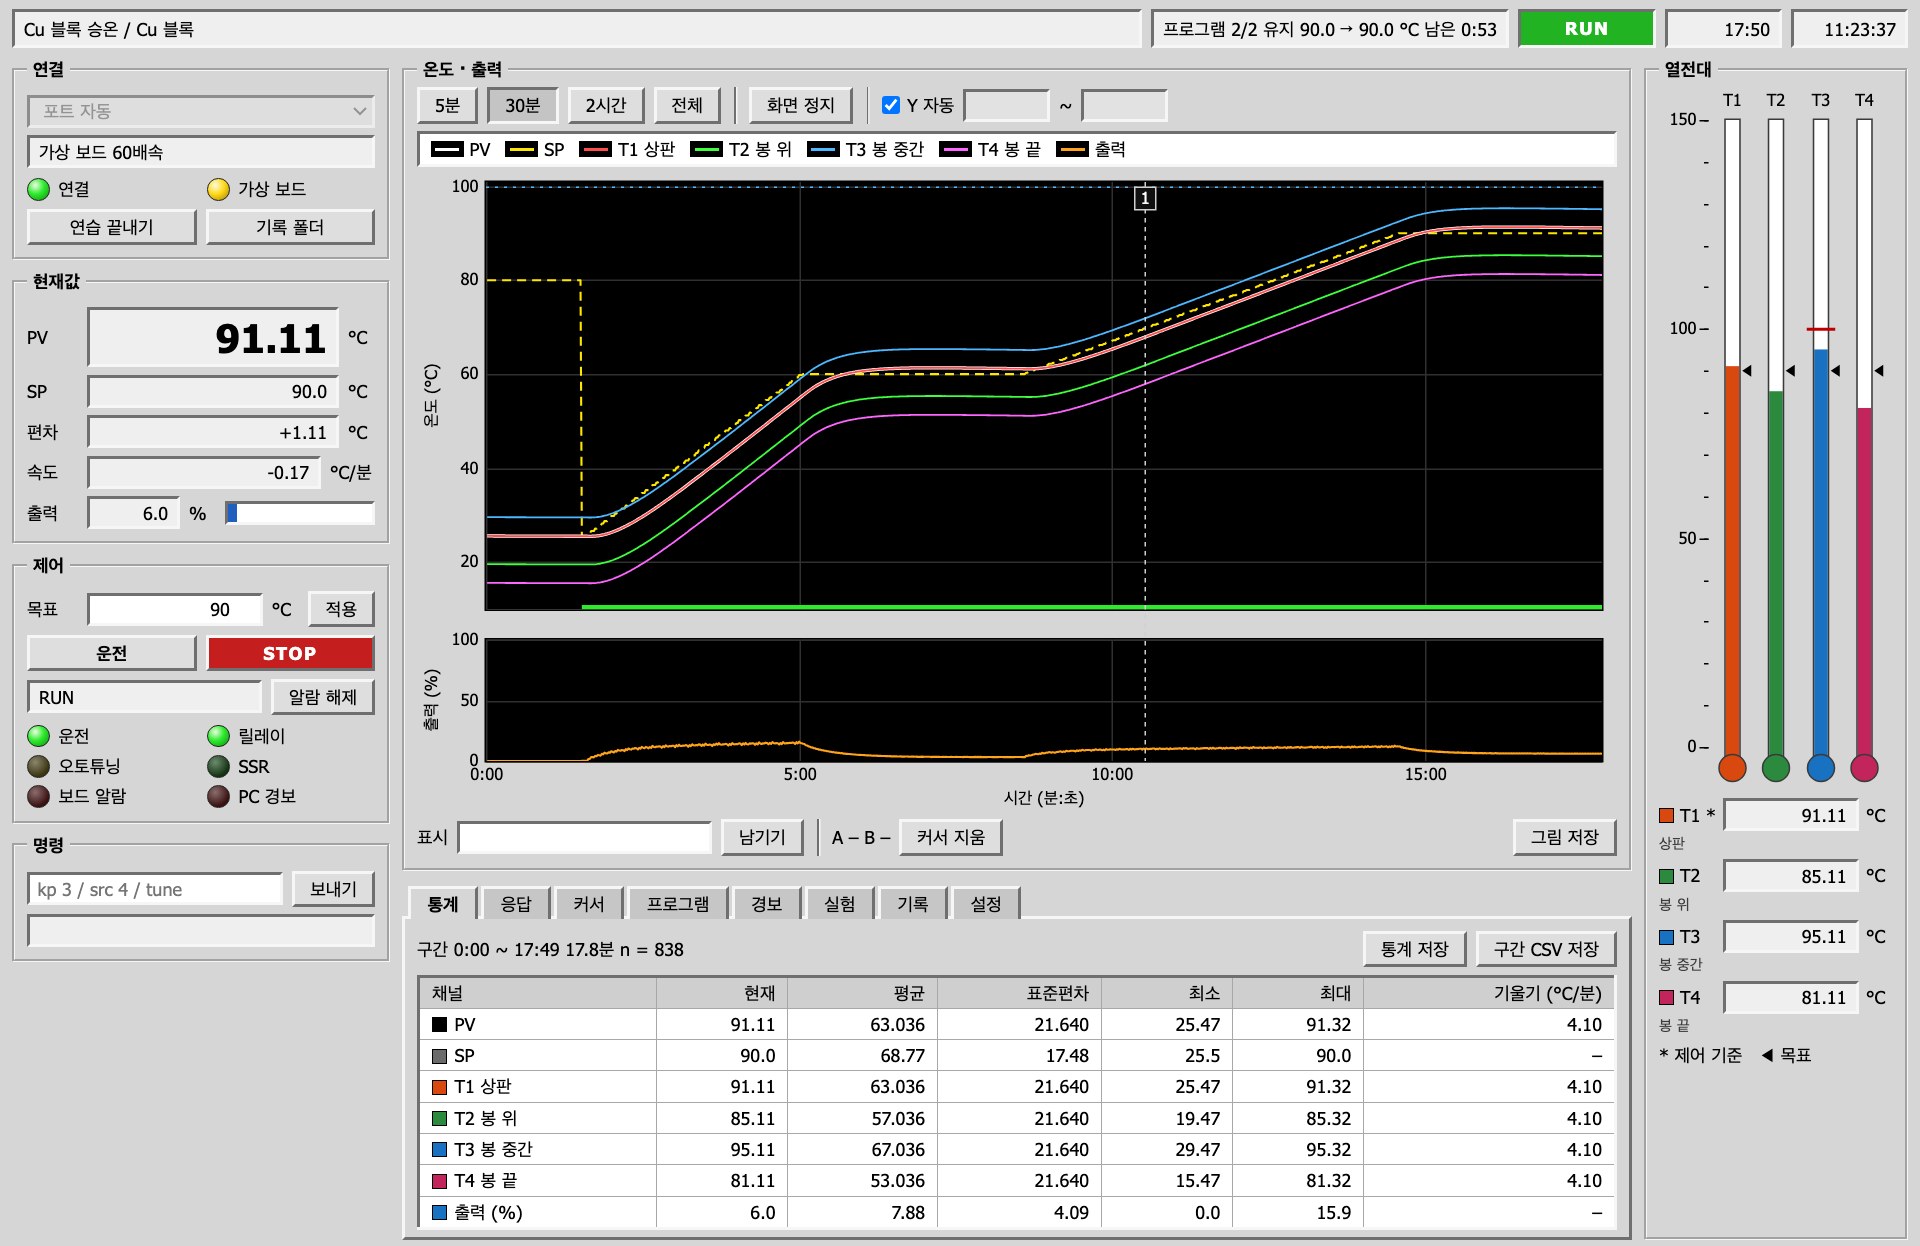 Cu 블록 승온 / Cu 블록
프로그램 2/2 유지 90.0 → 90.0 °C 남은 0:53
RUN
17:50
11:23:37
연결
포트 자동
가상 보드 60배속
연결
가상 보드
연습 끝내기
기록 폴더
현재값
PV 91.11 °C
SP 90.0 °C
편차 +1.11 °C
속도 -0.17 °C/분
출력 6.0 %
제어
목표 90 °C 적용
운전 STOP
RUN 알람 해제
운전 릴레이
오토튜닝 SSR
보드 알람 PC 경보
명령
kp 3 / src 4 / tune 보내기
온도 · 출력
5분 30분 2시간 전체 화면 정지 Y 자동 ~
PV SP T1 상판 T2 봉 위 T3 봉 중간 T4 봉 끝 출력
온도 (°C)
100
80
60
40
20
1
출력 (%)
100
50
0
0:00 5:00 10:00 15:00
시간 (분:초)
표시 남기기 A – B – 커서 지움 그림 저장
통계 응답 커서 프로그램 경보 실험 기록 설정
구간 0:00 ~ 17:49 17.8분 n = 838 통계 저장 구간 CSV 저장
채널 현재 평균 표준편차 최소 최대 기울기 (°C/분)
PV 91.11 63.036 21.640 25.47 91.32 4.10
SP 90.0 68.77 17.48 25.5 90.0 –
T1 상판 91.11 63.036 21.640 25.47 91.32 4.10
T2 봉 위 85.11 57.036 21.640 19.47 85.32 4.10
T3 봉 중간 95.11 67.036 21.640 29.47 95.32 4.10
T4 봉 끝 81.11 53.036 21.640 15.47 81.32 4.10
출력 (%) 6.0 7.88 4.09 0.0 15.9 –
열전대
T1 T2 T3 T4
150
100
50
0
T1 * 91.11 °C
상판
T2 85.11 °C
봉 위
T3 95.11 °C
봉 중간
T4 81.11 °C
봉 끝
* 제어 기준 ◀ 목표